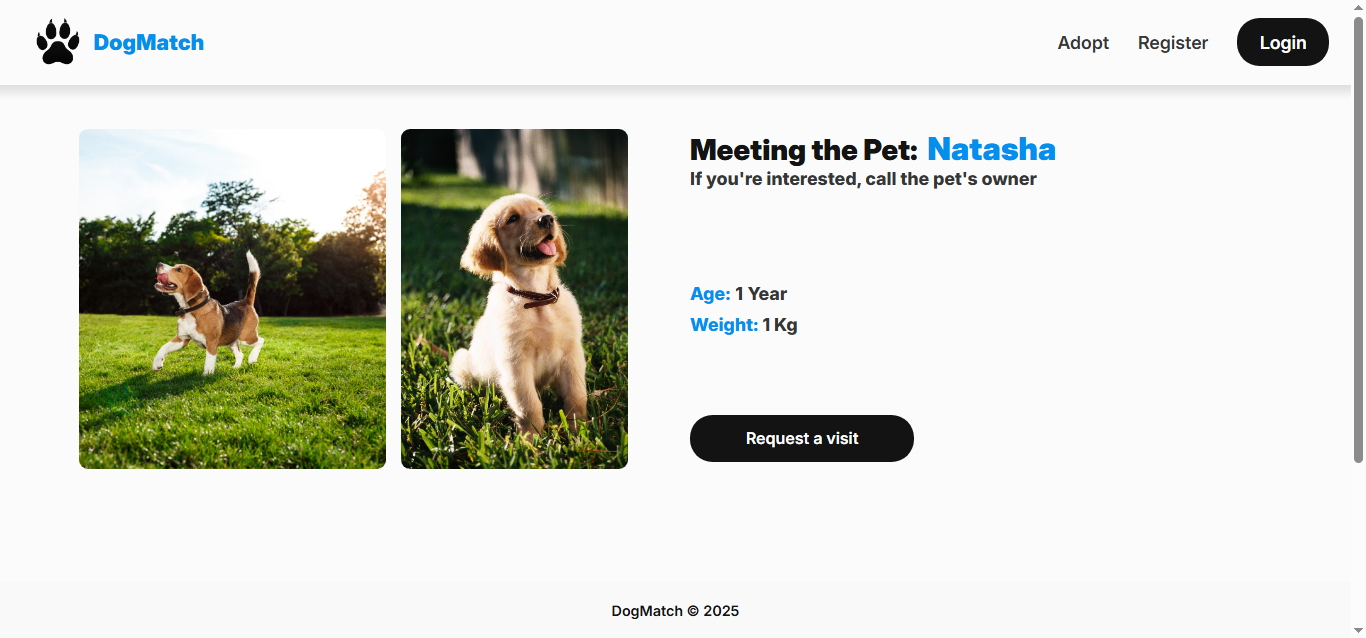 DogMatch
Adopt
Register
Login
Meeting the Pet: Natasha
If you're interested, call the pet's owner
Age: 1 Year
Weight: 1 Kg
Request a visit
DogMatch © 2025